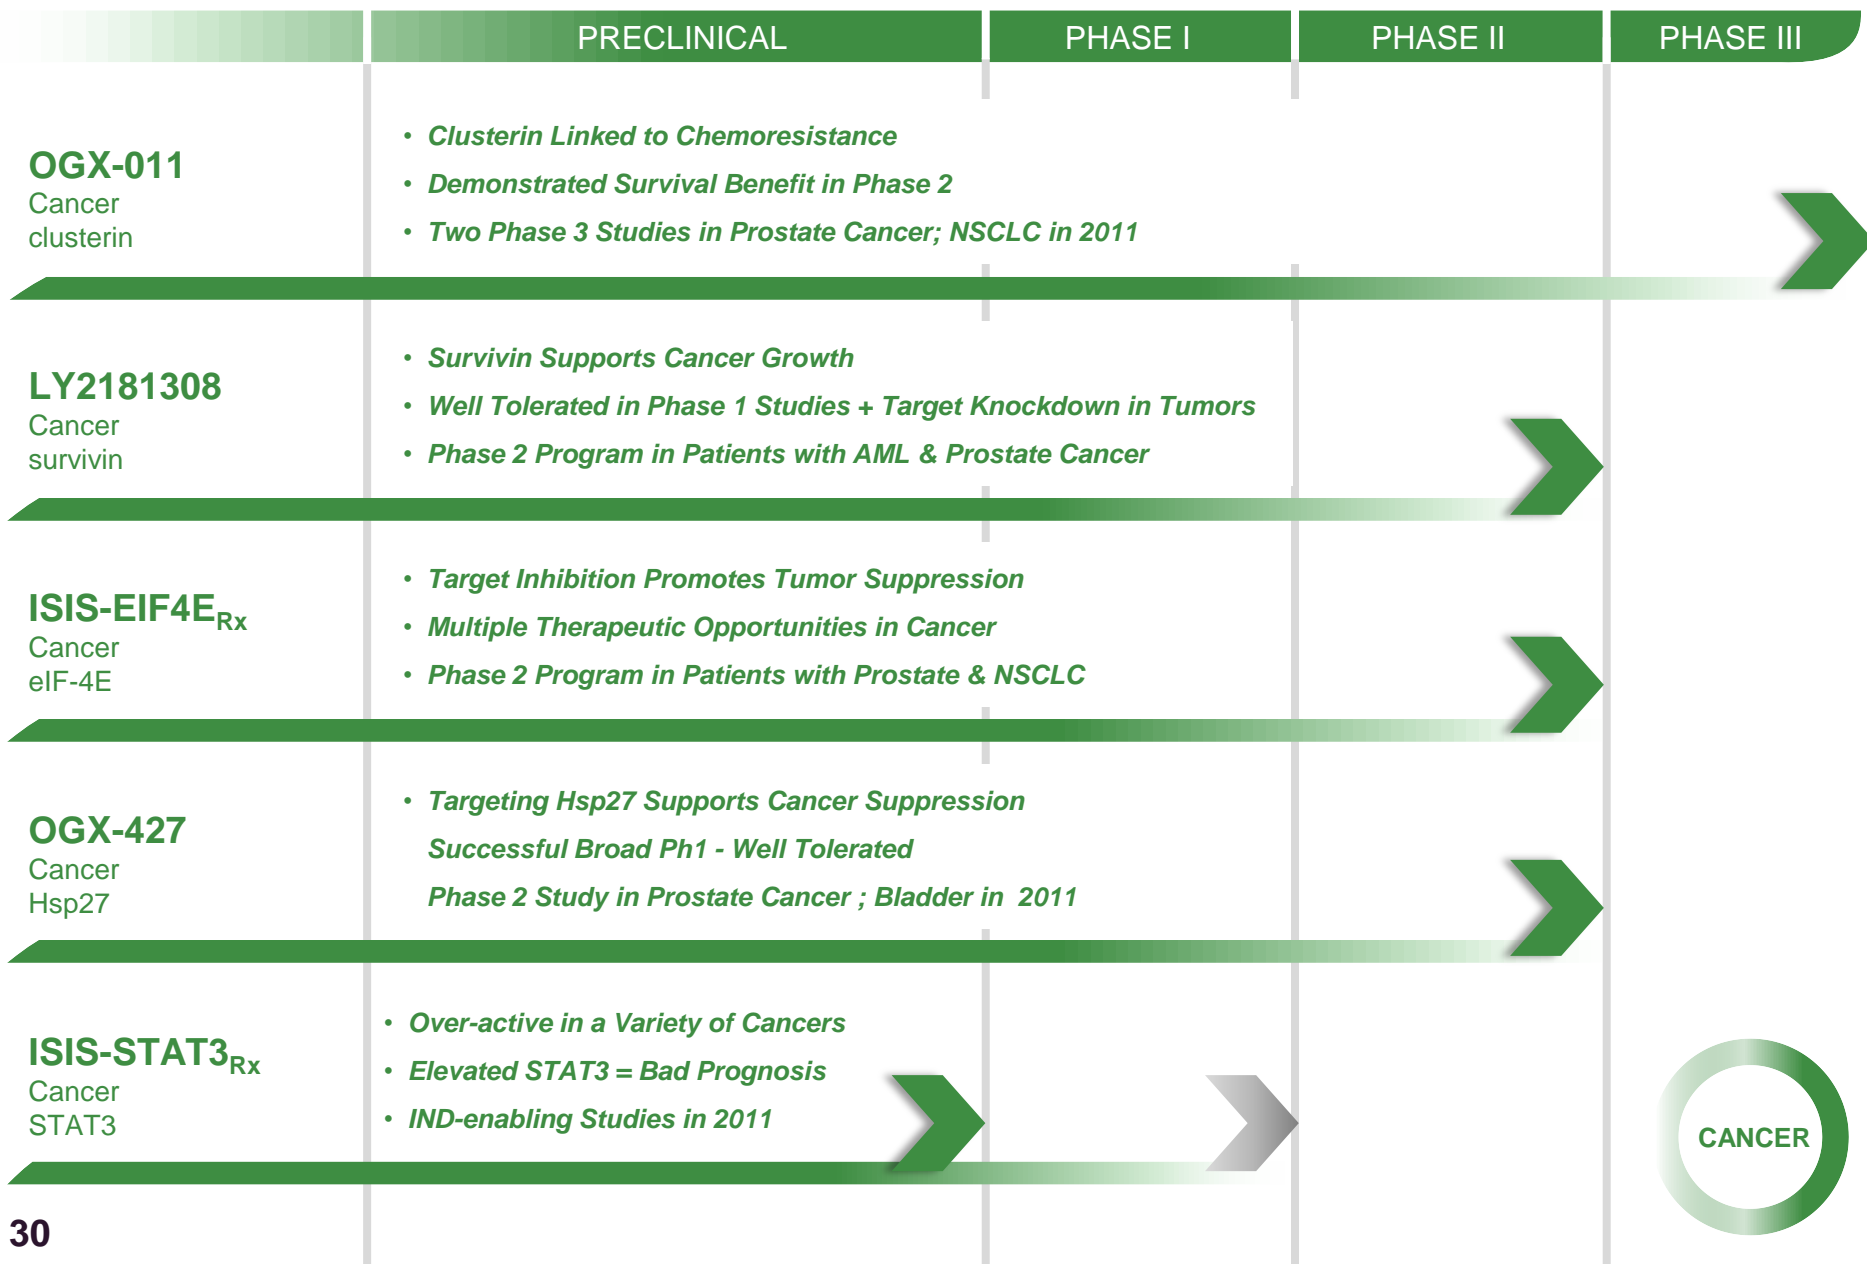 PRECLINICAL PHASE I PHASE II PHASE III
OGX-011
Cancer
clusterin
• Clusterin Linked to Chemoresistance
• Demonstrated Survival Benefit in Phase 2
• Two Phase 3 Studies in Prostate Cancer; NSCLC in 2011
LY2181308
Cancer
survivin
• Survivin Supports Cancer Growth
• Well Tolerated in Phase 1 Studies + Target Knockdown in Tumors
• Phase 2 Program in Patients with AML & Prostate Cancer
ISIS-EIF4ERx
Cancer
eIF-4E
• Target Inhibition Promotes Tumor Suppression
• Multiple Therapeutic Opportunities in Cancer
• Phase 2 Program in Patients with Prostate & NSCLC
OGX-427
Cancer
Hsp27
• Targeting Hsp27 Supports Cancer Suppression
Successful Broad Ph1 - Well Tolerated
Phase 2 Study in Prostate Cancer ; Bladder in 2011
ISIS-STAT3Rx
Cancer
STAT3
• Over-active in a Variety of Cancers
• Elevated STAT3 = Bad Prognosis
• IND-enabling Studies in 2011
CANCER
30